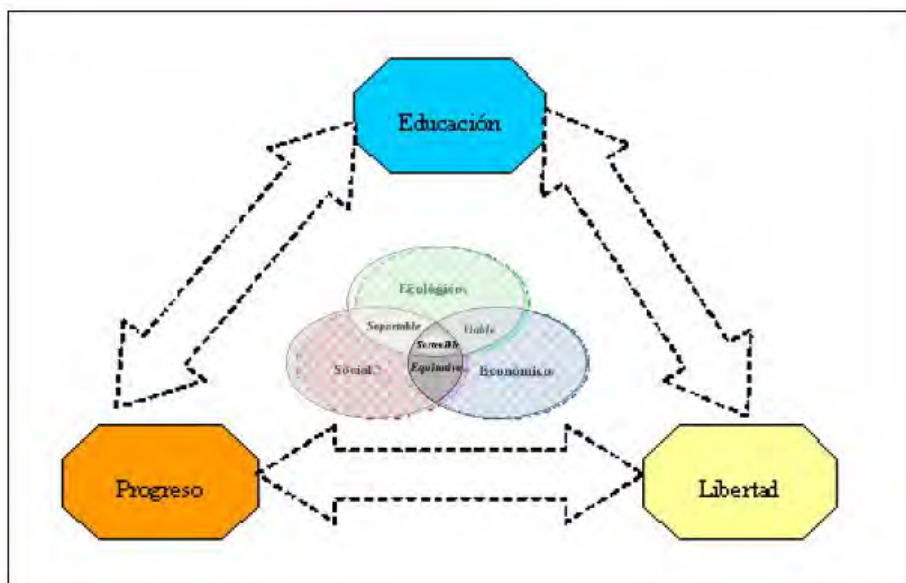 Educación
Ecológico
Soportable
Viable
Sostenible
Social
Equitativo
Económico
Progreso
Libertad